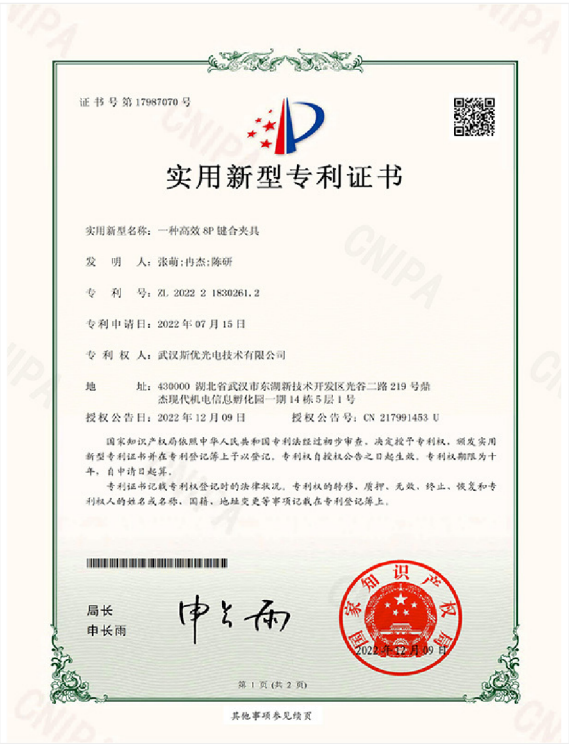 证书号第17987070号
实用新型专利证书
实用新型名称：一种高效8P键合夹具
发明人：张萌;冉杰;陈研
专利号：ZL 2022 2 1830261.2
专利申请日：2022年07月15日
专利权人：武汉斯优光电技术有限公司
地址：430000 湖北省武汉市东湖新技术开发区光谷二路219号鼎
杰现代机电信息孵化园一期14栋5层1号
授权公告日：2022年12月09日 授权公告号：CN 217991453 U
国家知识产权局依照中华人民共和国专利法经过初步审查，决定授予专利权，颁发实用
新型专利证书并在专利登记簿上予以登记。专利权自授权公告之日起生效。专利权期限为十
年，自申请日起算。
专利证书记载专利权登记时的法律状况。专利权的转移、质押、无效、终止、恢复和专
利权人的姓名或名称、国籍、地址变更等事项记载在专利登记簿上。
局长
申长雨
申长雨
国家知识产权局
2022年12月09日
第 1 页 (共 2 页)
其他事项参见续页
CNIPA
CNIPA
CNIPA
CNIPA
CNIPA